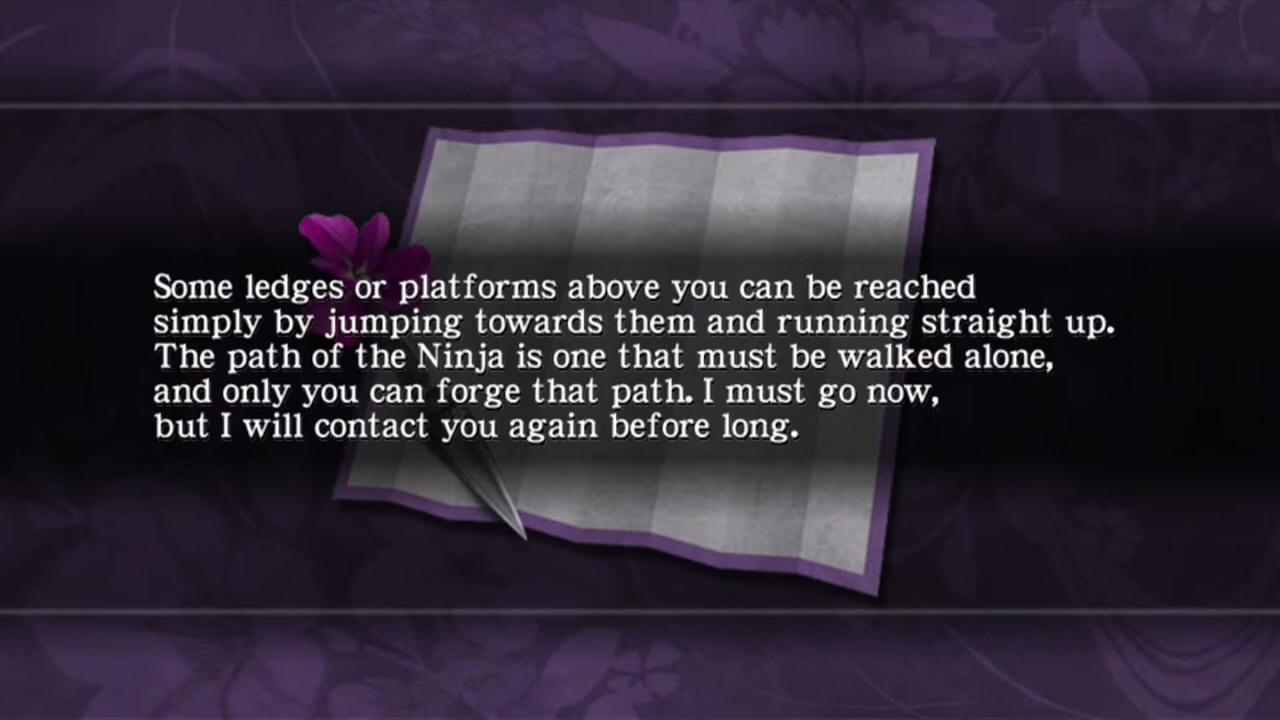 Some ledges or platforms above you can be reached
simply by jumping towards them and running straight up.
The path of the Ninja is one that must be walked alone,
and only you can forge that path. I must go now,
but I will contact you again before long.